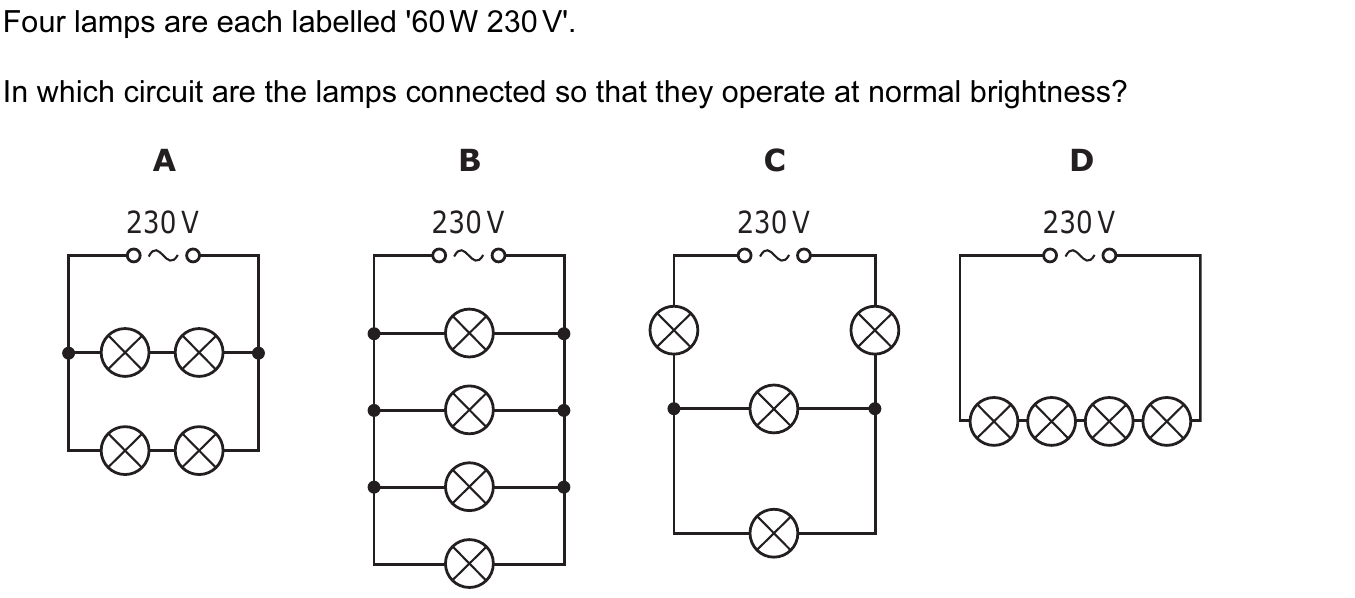 Four lamps are each labelled '60 W 230 V'.
In which circuit are the lamps connected so that they operate at normal brightness?
A B C D
230 V 230 V 230 V 230 V